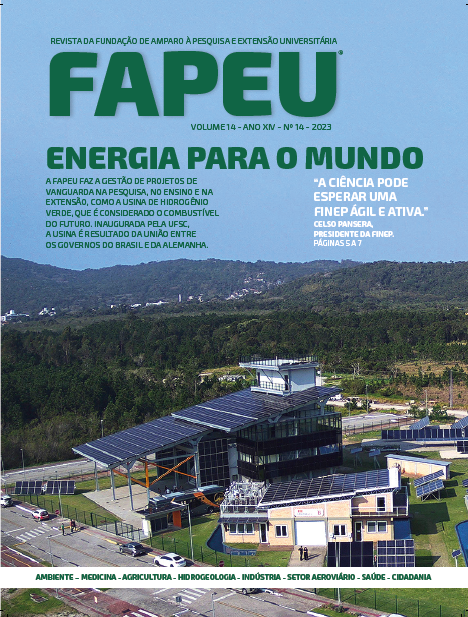 REVISTA DA FUNDAÇÃO DE AMPARO À PESQUISA E EXTENSÃO UNIVERSITÁRIA
FAPEU®
VOLUME 14 - ANO XIV - Nº 14 - 2023
ENERGIA PARA O MUNDO
A FAPEU FAZ A GESTÃO DE PROJETOS DE
VANGUARDA NA PESQUISA, NO ENSINO E NA
EXTENSÃO, COMO A USINA DE HIDROGÊNIO
VERDE, QUE É CONSIDERADO O COMBUSTÍVEL
DO FUTURO. INAUGURADA PELA UFSC,
A USINA É RESULTADO DA UNIÃO ENTRE
OS GOVERNOS DO BRASIL E DA ALEMANHA.
“A CIÊNCIA PODE
ESPERAR UMA
FINEP ÁGIL E ATIVA.”
CELSO PANSERA,
PRESIDENTE DA FINEP.
PÁGINAS 5 A 7
AMBIENTE – MEDICINA - AGRICULTURA - HIDROGEOLOGIA - INDÚSTRIA - SETOR AEROVIÁRIO - SAÚDE - CIDADANIA